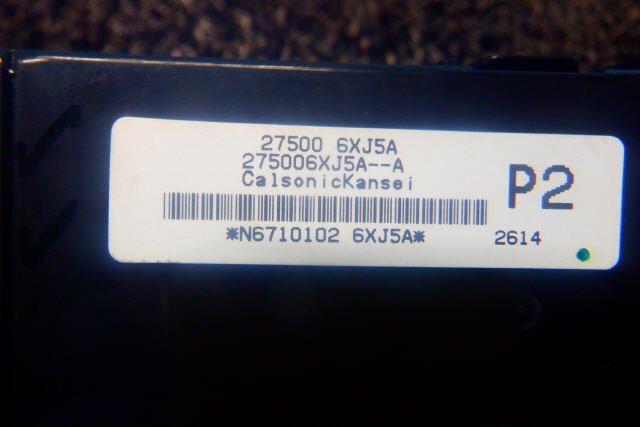 27500 6XJ5A
275006XJ5A--A
CalsonicKansei
P2
*N6710102 6XJ5A*
2614